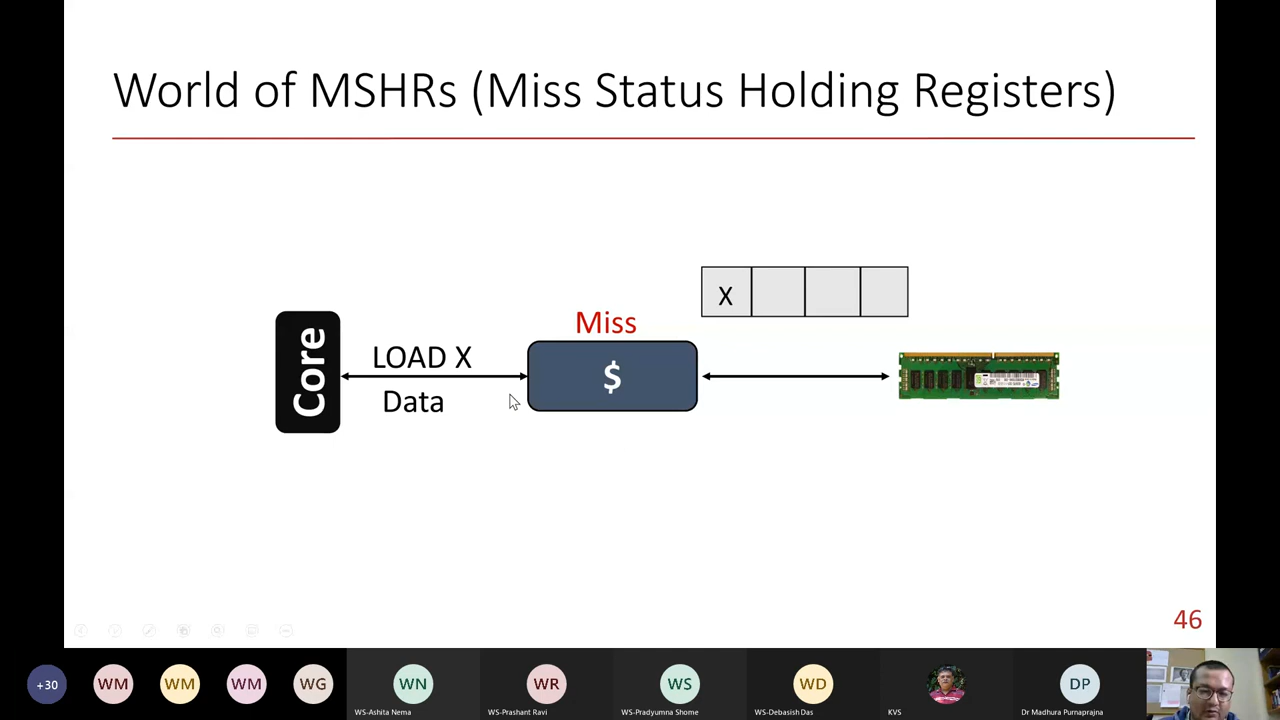 World of MSHRs (Miss Status Holding Registers)
X
Miss
Core
LOAD X
$
Data
46
+30
WM
WM
WM
WG
WN
WR
WS
WD
DP
WS-Ashita Nema
WS-Prashant Ravi
WS-Pradyumna Shome
WS-Debasish Das
KVS
Dr Madhura Purnaprajna